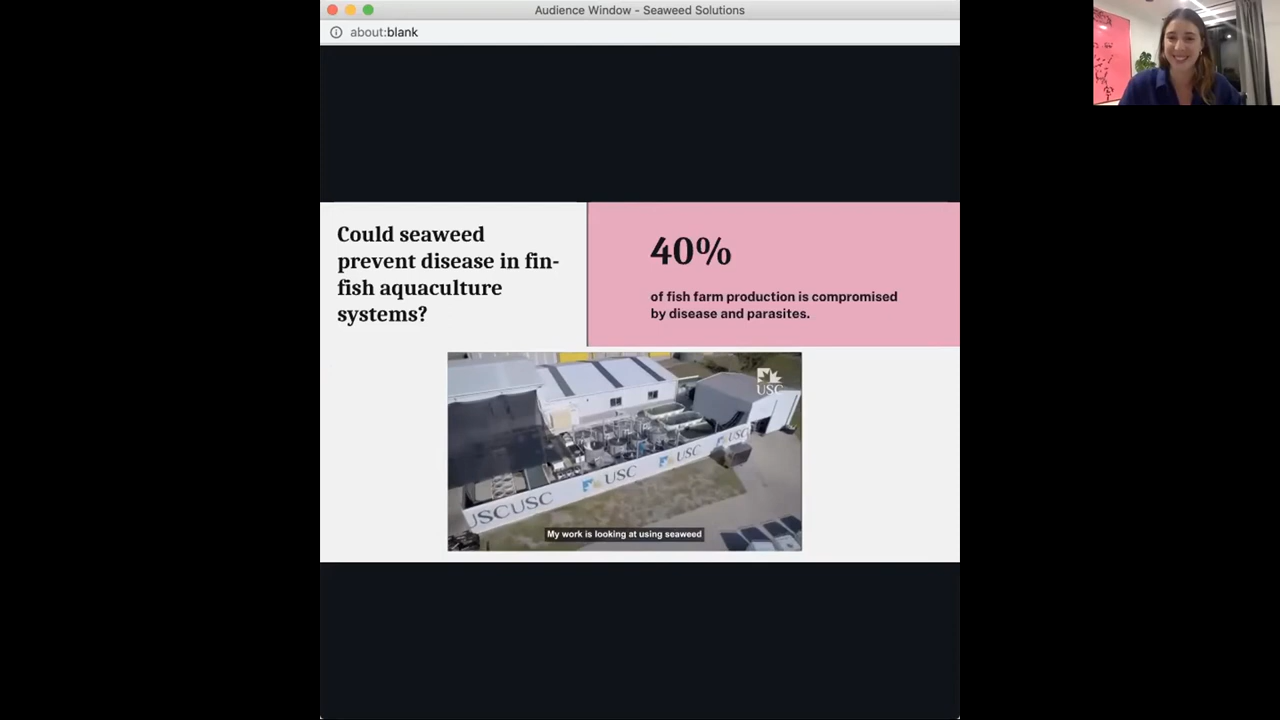 Audience Window - Seaweed Solutions
about:blank
Could seaweed
prevent disease in fin-
fish aquaculture
systems?
40%
of fish farm production is compromised
by disease and parasites.
USC
USCUSC
USC
USC
USC
My work is looking at using seaweed